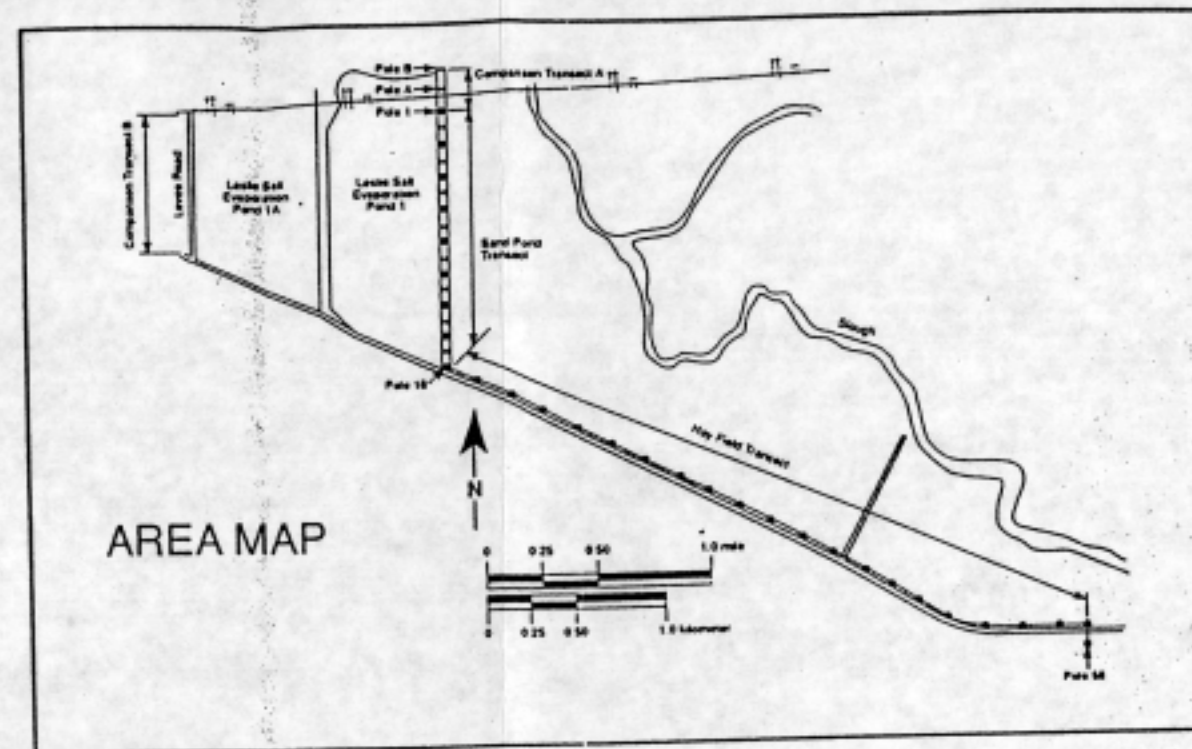 Pole B
Comparison Transect A
Pole A
Pole 1
Comparison Transect B
Levee Road
Leslie Salt
Evaporation
Pond 1A
Leslie Salt
Evaporation
Pond 1
Sand Pond
Transect
Slough
Pole 18
Hay Field Transect
N
AREA MAP
0 0.25 0.50 1.0 mile
0 0.25 0.50 1.0 kilometer
Pole